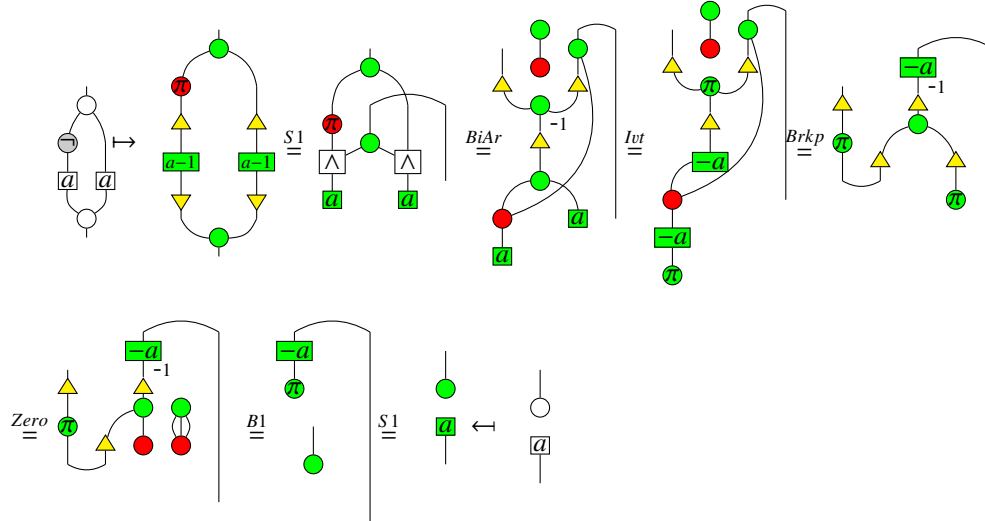 ¬ a a ↦ π a−1 a−1 S1 = π ∧ ∧ a a BiAr = -1 a a Ivt = π −a −a π Brkp = π −a -1 π
Zero = π −a -1 B1 = −a π S1 = a ↤ a